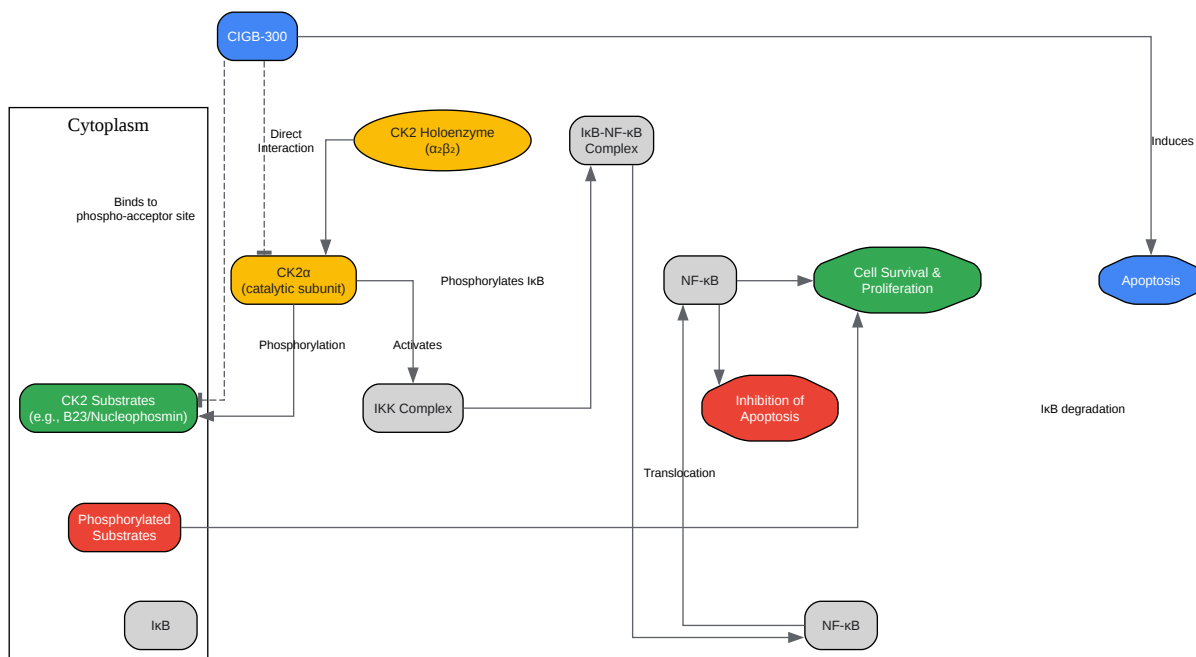 CIGB-300
Cytoplasm
Direct
Interaction
CK2 Holoenzyme
(α₂β₂)
IκB-NF-κB
Complex
Induces
Binds to
phospho-acceptor site
CK2α
(catalytic subunit)
Phosphorylates IκB
NF-κB
Cell Survival &
Proliferation
Apoptosis
Phosphorylation
Activates
CK2 Substrates
(e.g., B23/Nucleophosmin)
IKK Complex
Inhibition of
Apoptosis
IκB degradation
Translocation
Phosphorylated
Substrates
IκB
NF-κB